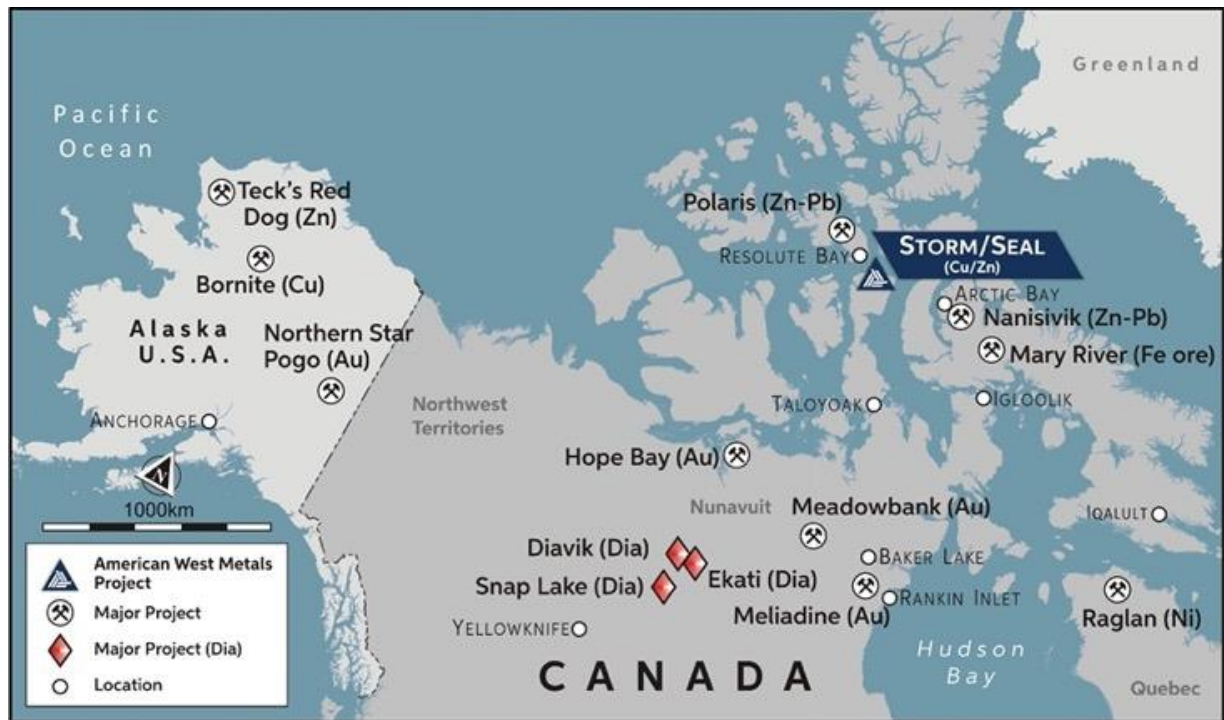 Pacific
Ocean
Greenland
Teck's Red
Dog (Zn)
Bornite (Cu)
Alaska
U.S.A.
Northern Star
Pogo (Au)
ANCHORAGE
Northwest
Territories
Polaris (Zn-Pb)
RESOLUTE BAY
STORM/SEAL
(Cu/Zn)
ARCTIC BAY
Nanisivik (Zn-Pb)
Mary River (Fe ore)
TALOYOAK
IGLOOLIK
Hope Bay (Au)
Nunavuit
Meadowbank (Au)
IQALULT
Diavik (Dia)
Ekati (Dia)
Snap Lake (Dia)
BAKER LAKE
Meliadine (Au)
RANKIN INLET
Raglan (Ni)
YELLOWKNIFE
CANADA
Hudson
Bay
Quebec
N
1000km
American West Metals
Project
Major Project
Major Project (Dia)
Location